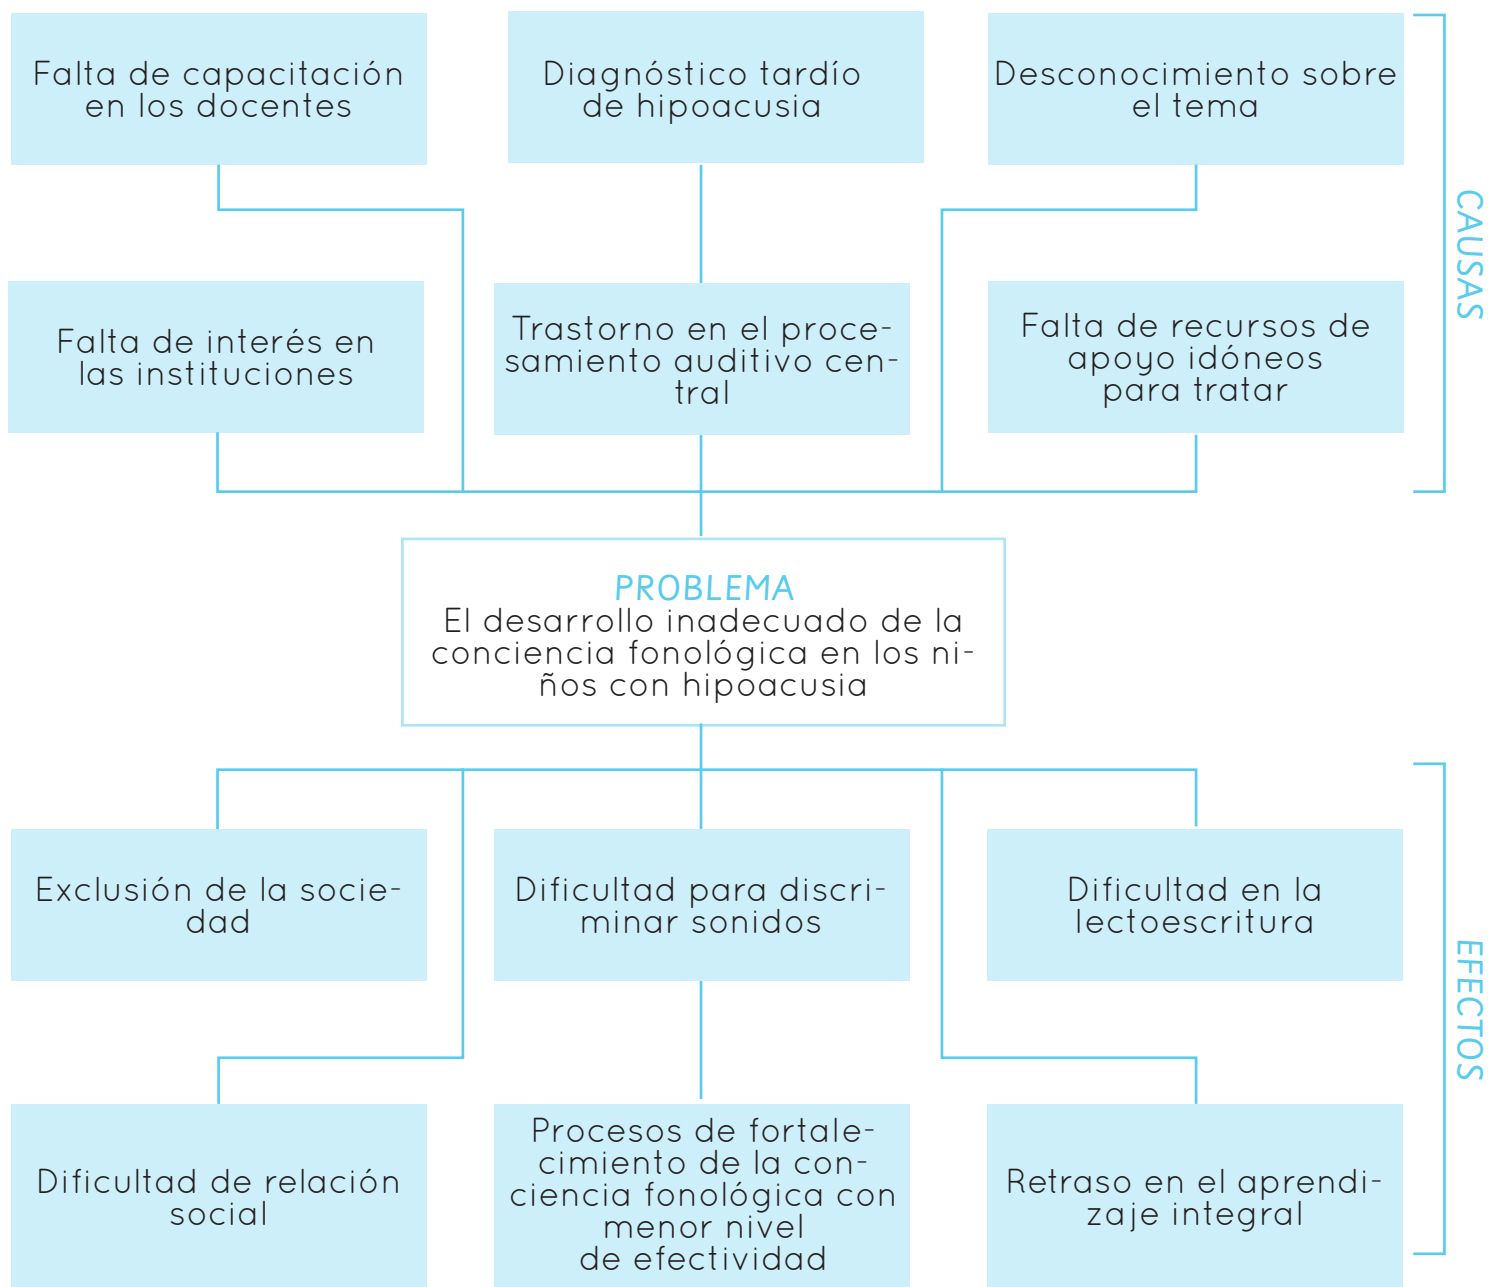 Falta de capacitación
en los docentes
Diagnóstico tardío
de hipoacusia
Desconocimiento sobre
el tema
CAUSAS
Falta de interés en
las instituciones
Trastorno en el proce-
samiento auditivo cen-
tral
Falta de recursos de
apoyo idóneos
para tratar
PROBLEMA
El desarrollo inadecuado de la
conciencia fonológica en los ni-
ños con hipoacusia
Exclusión de la socie-
dad
Dificultad para discri-
minar sonidos
Dificultad en la
lectoescritura
EFECTOS
Dificultad de relación
social
Procesos de fortale-
cimiento de la con-
ciencia fonológica con
menor nivel
de efectividad
Retraso en el aprendi-
zaje integral